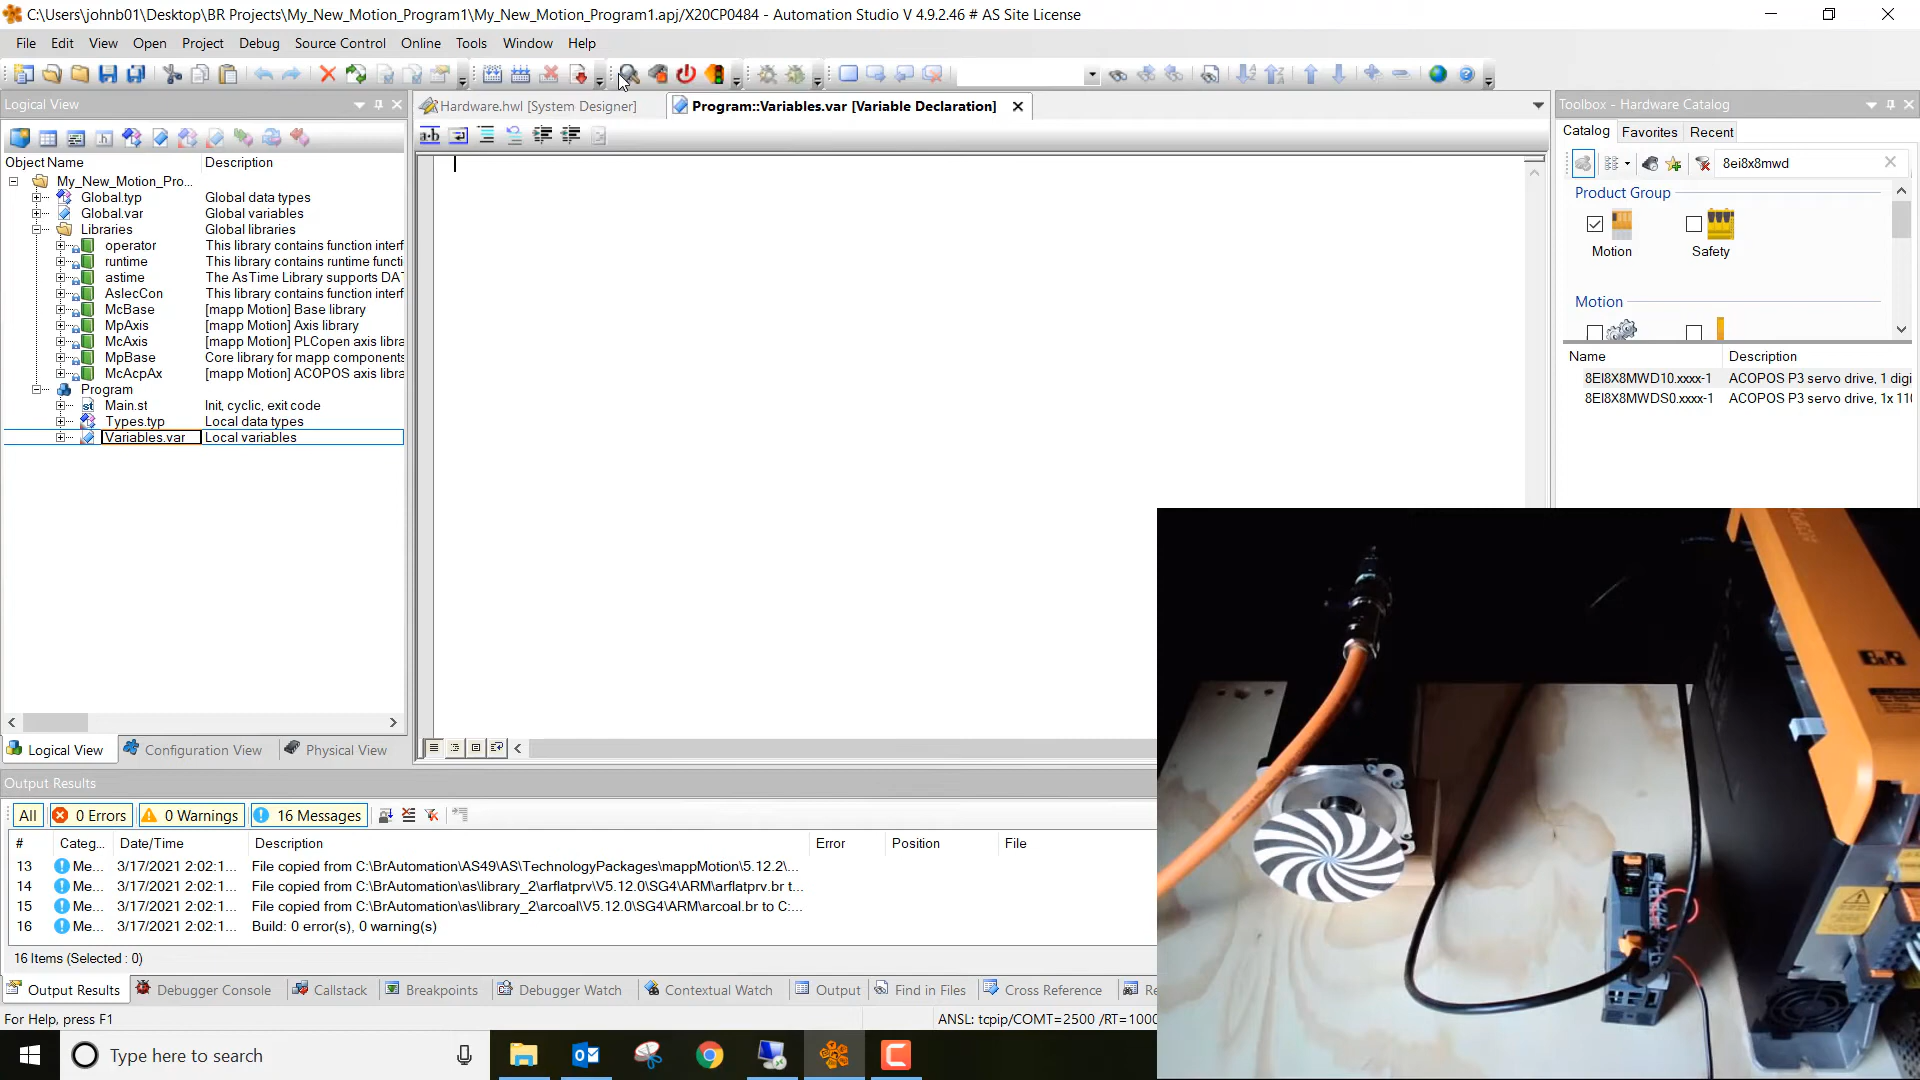 C:\Users\johnb01\Desktop\BR Projects\My_New_Motion_Program1\My_New_Motion_Program1.apj/X20CP0484 - Automation Studio V 4.9.2.46 # AS Site License
File Edit View Open Project Debug Source Control Online Tools Window Help
Logical View
Hardware.hwl [System Designer]
Program::Variables.var [Variable Declaration]
Toolbox - Hardware Catalog
Catalog Favorites Recent
8ei8x8mwd
Object Name Description
My_New_Motion_Pro...
Global.typ Global data types
Global.var Global variables
Libraries Global libraries
operator This library contains function interf
runtime This library contains runtime functi
astime The AsTime Library supports DA
AsIecCon This library contains function interf
McBase [mapp Motion] Base library
MpAxis [mapp Motion] Axis library
McAxis [mapp Motion] PLCopen axis libra
MpBase Core library for mapp components
McAcpAx [mapp Motion] ACOPOS axis libra
Program
Main.st Init, cyclic, exit code
Types.typ Local data types
Variables.var Local variables
Product Group
Motion Safety
Motion
Name Description
8EI8X8MWD10.xxxx-1 ACOPOS P3 servo drive, 1 digi
8EI8X8MWDS0.xxxx-1 ACOPOS P3 servo drive, 1x 110
Logical View Configuration View Physical View
Output Results
All 0 Errors 0 Warnings 16 Messages
# Categ... Date/Time Description Error Position File
13 Me... 3/17/2021 2:02:1... File copied from C:\BrAutomation\AS49\AS\TechnologyPackages\mappMotion\5.12.2\...
14 Me... 3/17/2021 2:02:1... File copied from C:\BrAutomation\as\library_2\arflatprv\V5.12.0\SG4\ARM\arflatprv.br t...
15 Me... 3/17/2021 2:02:1... File copied from C:\BrAutomation\as\library_2\arcoal\V5.12.0\SG4\ARM\arcoal.br to C:...
16 Me... 3/17/2021 2:02:1... Build: 0 error(s), 0 warning(s)
16 Items (Selected : 0)
Output Results Debugger Console Callstack Breakpoints Debugger Watch Contextual Watch Output Find in Files Cross Reference Re
For Help, press F1
ANSL: tcpip/COMT=2500 /RT=1000
Type here to search